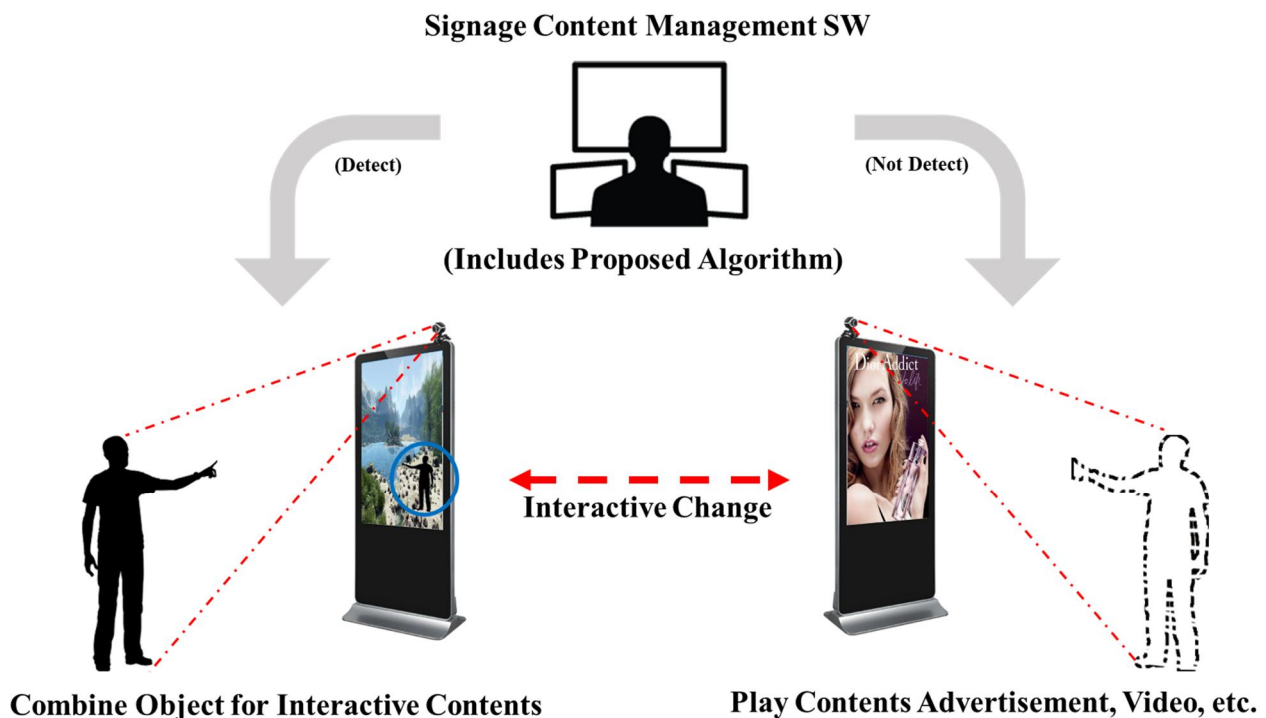 Signage Content Management SW
(Detect)
(Not Detect)
(Includes Proposed Algorithm)
Dior Addict
Interactive Change
Combine Object for Interactive Contents
Play Contents Advertisement, Video, etc.